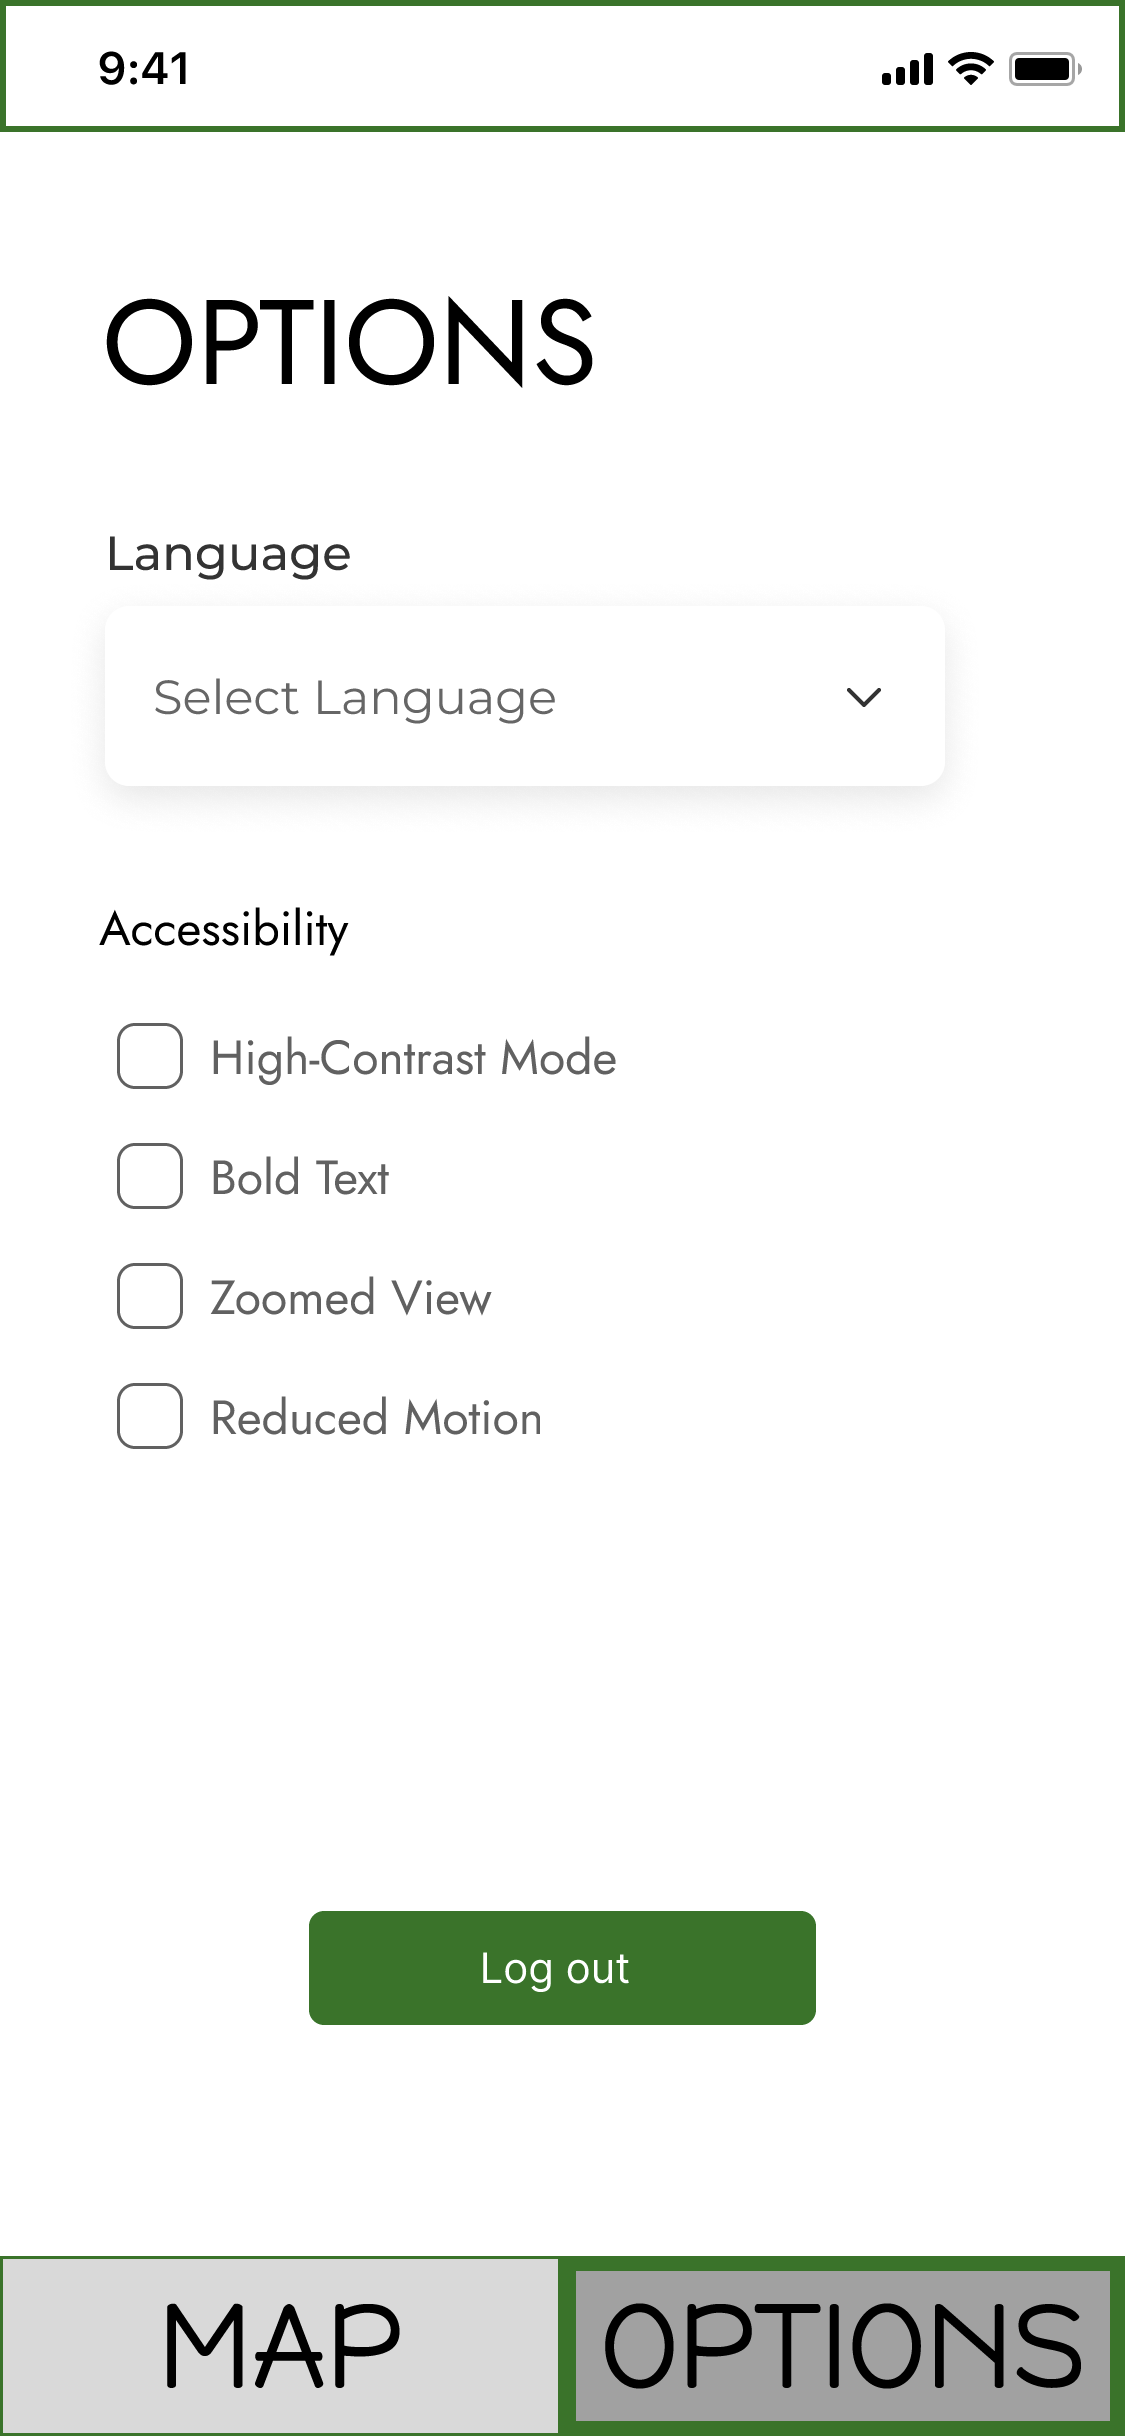 9:41
OPTIONS
Language
Select Language
Accessibility
High-Contrast Mode
Bold Text
Zoomed View
Reduced Motion
Log out
MAP
OPTIONS